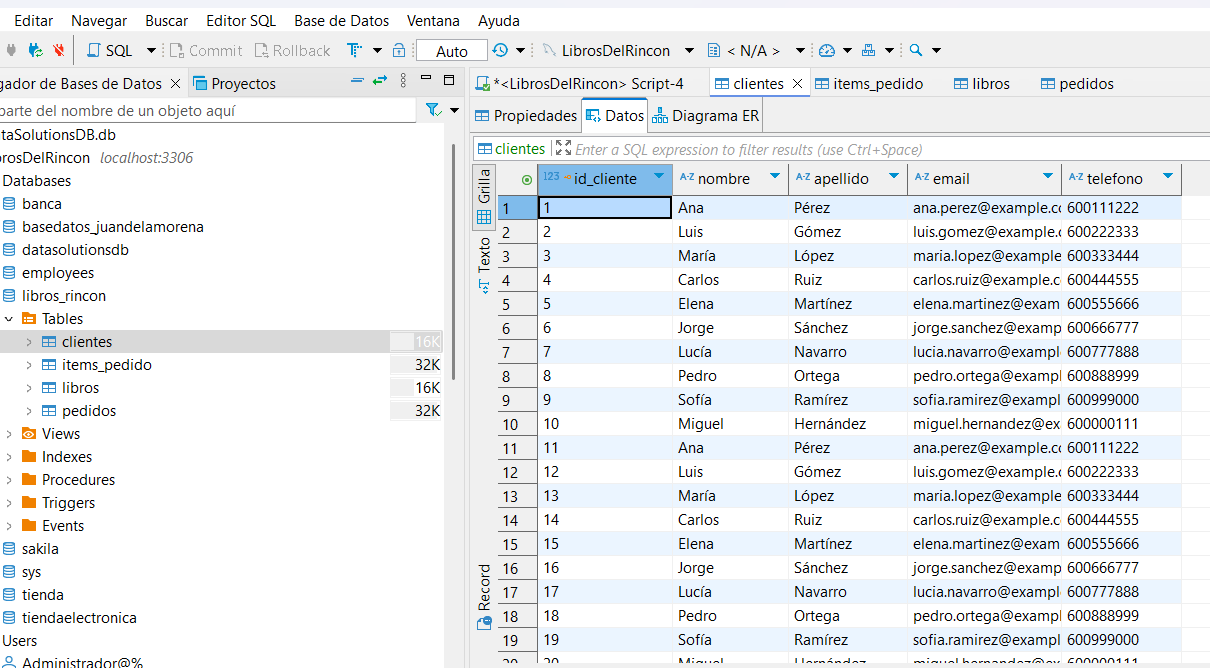 Editar Navegar Buscar Editor SQL Base de Datos Ventana Ayuda
SQL Commit Rollback Auto LibrosDelRincon < N/A >
gador de Bases de Datos Proyectos
parte del nombre de un objeto aquí
taSolutionsDB.db
brosDelRincon localhost:3306
Databases
banca
basedatos_juandelamorena
datasolutionsdb
employees
libros_rincon
Tables
clientes 16K
items_pedido 32K
libros 16K
pedidos 32K
Views
Indexes
Procedures
Triggers
Events
sakila
sys
tienda
tiendaelectronica
Users
Administrador@%
*<LibrosDelRincon> Script-4 clientes items_pedido libros pedidos
Propiedades Datos Diagrama ER
clientes Enter a SQL expression to filter results (use Ctrl+Space)
Grilla
Texto
Record
123 id_cliente A-Z nombre A-Z apellido A-Z email A-Z telefono
1 1 Ana Pérez ana.perez@example.cc 600111222
2 2 Luis Gómez luis.gomez@example.c 600222333
3 3 María López maria.lopez@example 600333444
4 4 Carlos Ruiz carlos.ruiz@example.c 600444555
5 5 Elena Martínez elena.martinez@exam 600555666
6 6 Jorge Sánchez jorge.sanchez@examp 600666777
7 7 Lucía Navarro lucia.navarro@exampl 600777888
8 8 Pedro Ortega pedro.ortega@exampl 600888999
9 9 Sofía Ramírez sofia.ramirez@exampl 600999000
10 10 Miguel Hernández miguel.hernandez@ex 600000111
11 11 Ana Pérez ana.perez@example.cc 600111222
12 12 Luis Gómez luis.gomez@example.c 600222333
13 13 María López maria.lopez@example 600333444
14 14 Carlos Ruiz carlos.ruiz@example.c 600444555
15 15 Elena Martínez elena.martinez@exam 600555666
16 16 Jorge Sánchez jorge.sanchez@examp 600666777
17 17 Lucía Navarro lucia.navarro@exampl 600777888
18 18 Pedro Ortega pedro.ortega@exampl 600888999
19 19 Sofía Ramírez sofia.ramirez@exampl 600999000
20 20 Miguel Hernández miguel.hernandez@ex 600000111